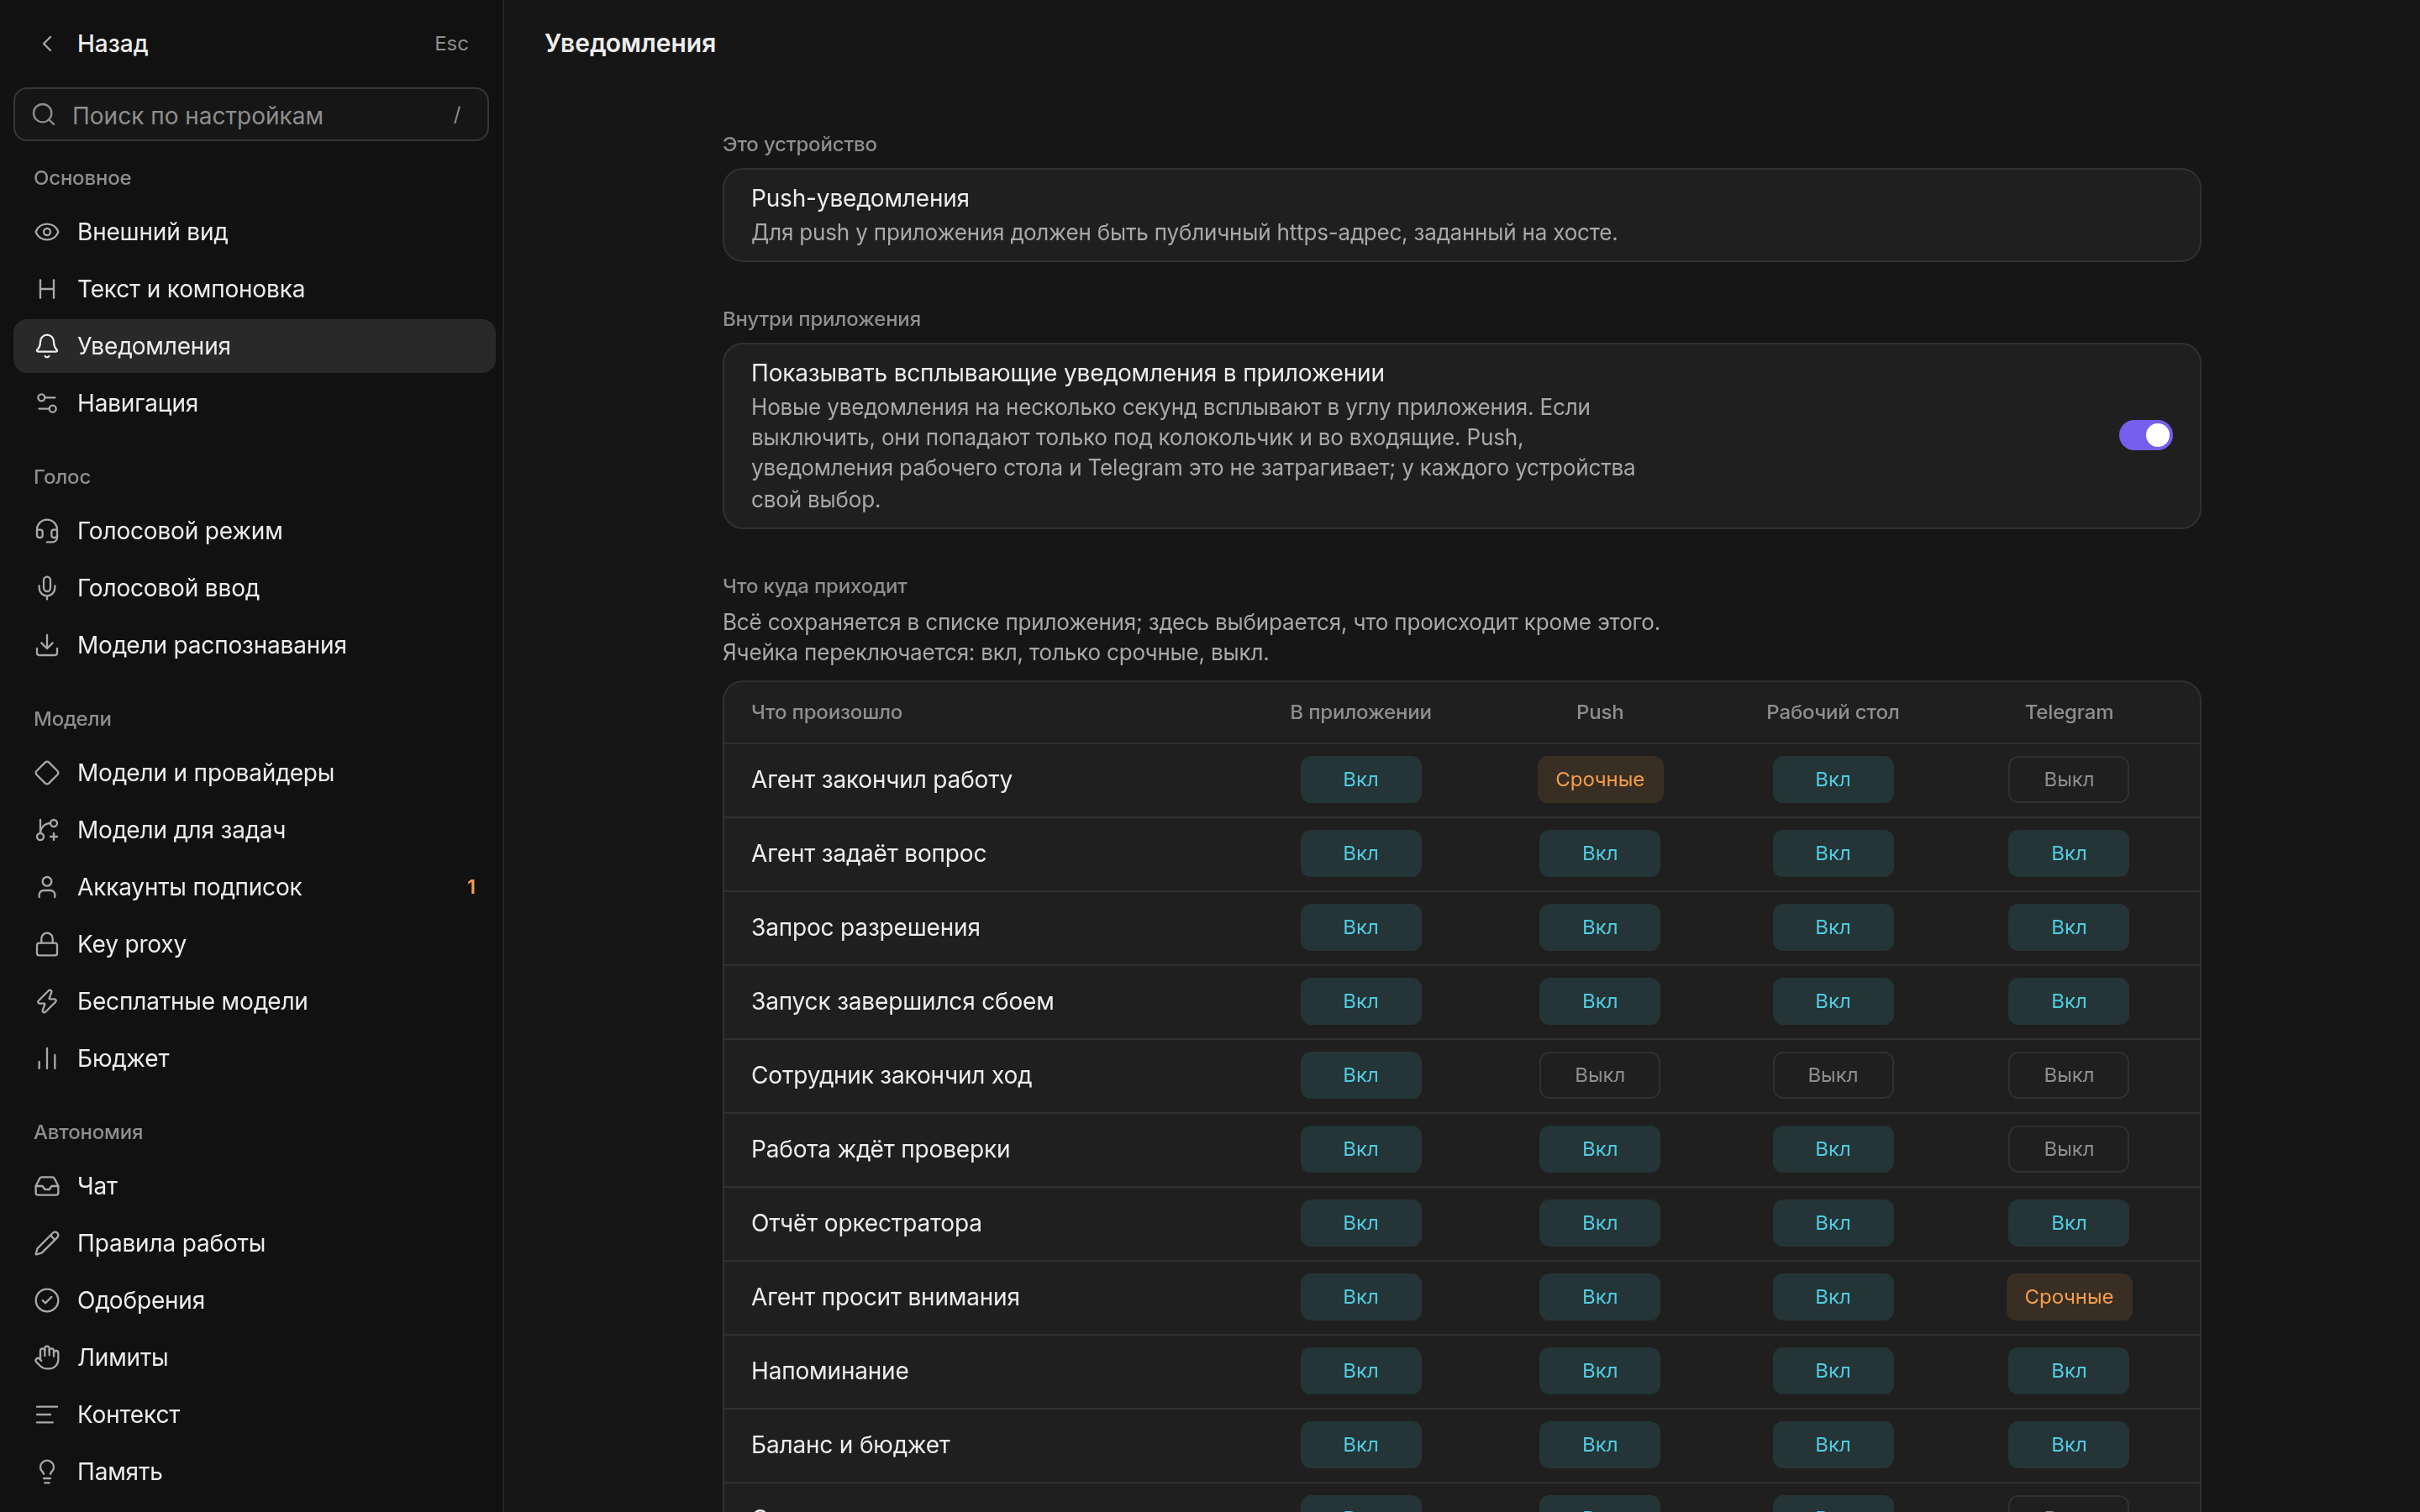 Назад
Esc
Поиск по настройкам
/
Основное
Внешний вид
Текст и компоновка
Уведомления
Навигация
Голос
Голосовой режим
Голосовой ввод
Модели распознавания
Модели
Модели и провайдеры
Модели для задач
Аккаунты подписок
1
Key proxy
Бесплатные модели
Бюджет
Автономия
Чат
Правила работы
Одобрения
Лимиты
Контекст
Память
Уведомления
Это устройство
Push-уведомления
Для push у приложения должен быть публичный https-адрес, заданный на хосте.
Внутри приложения
Показывать всплывающие уведомления в приложении
Новые уведомления на несколько секунд всплывают в углу приложения. Если
выключить, они попадают только под колокольчик и во входящие. Push,
уведомления рабочего стола и Telegram это не затрагивает; у каждого устройства
свой выбор.
Что куда приходит
Всё сохраняется в списке приложения; здесь выбирается, что происходит кроме этого.
Ячейка переключается: вкл, только срочные, выкл.
Что произошло В приложении Push Рабочий стол Telegram
Агент закончил работу Вкл Срочные Вкл Выкл
Агент задаёт вопрос Вкл Вкл Вкл Вкл
Запрос разрешения Вкл Вкл Вкл Вкл
Запуск завершился сбоем Вкл Вкл Вкл Вкл
Сотрудник закончил ход Вкл Выкл Выкл Выкл
Работа ждёт проверки Вкл Вкл Вкл Выкл
Отчёт оркестратора Вкл Вкл Вкл Вкл
Агент просит внимания Вкл Вкл Вкл Срочные
Напоминание Вкл Вкл Вкл Вкл
Баланс и бюджет Вкл Вкл Вкл Вкл